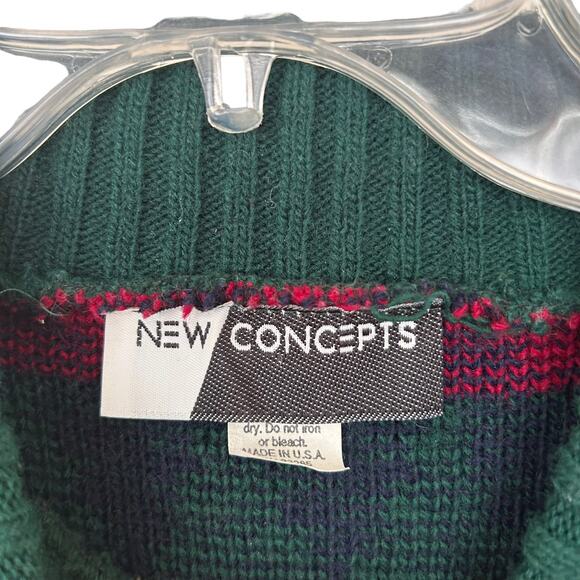 NEW CONCEPTS
dry. Do not iron
or bleach.
MADE IN U.S.A.